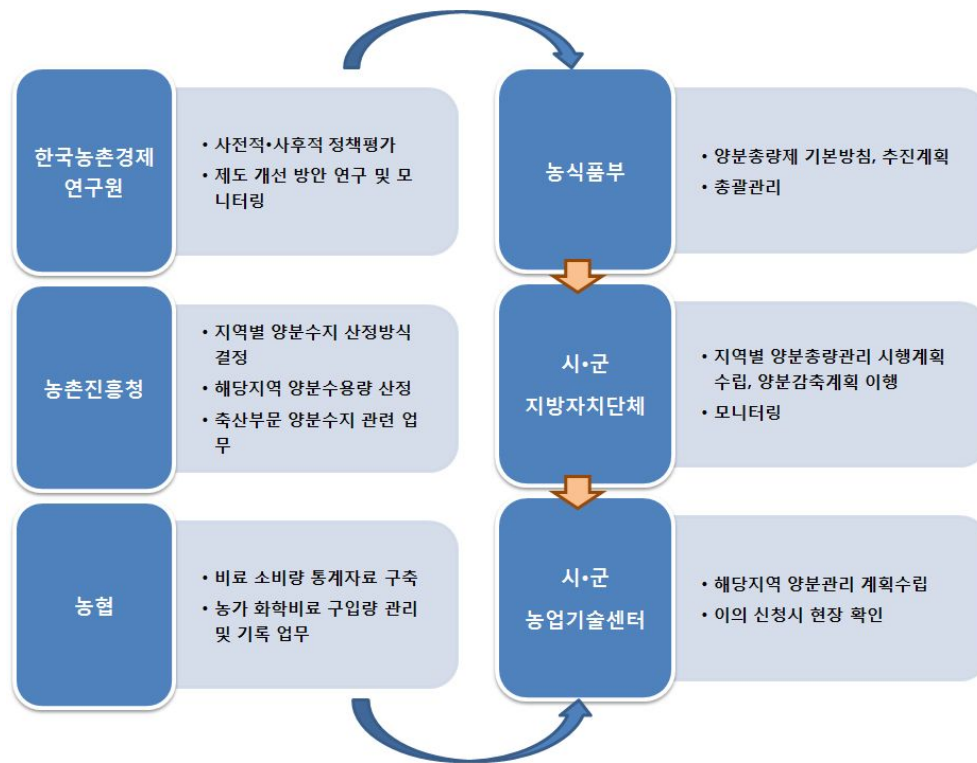 한국농촌경제
연구원
• 사전적•사후적 정책평가
• 제도 개선 방안 연구 및 모
니터링
농촌진흥청
• 지역별 양분수지 산정방식
결정
• 해당지역 양분수용량 산정
• 축산부문 양분수지 관련 업
무
농협
• 비료 소비량 통계자료 구축
• 농가 화학비료 구입량 관리
및 기록 업무
농식품부
• 양분총량제 기본방침, 추진계획
• 총괄관리
시•군
지방자치단체
• 지역별 양분총량관리 시행계획
수립, 양분감축계획 이행
• 모니터링
시•군
농업기술센터
• 해당지역 양분관리 계획수립
• 이의 신청시 현장 확인